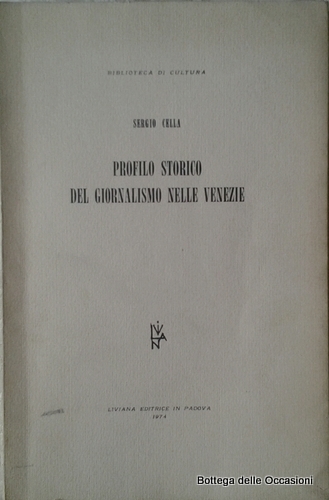 BIBLIOTECA DI CULTURA
SERGIO CELLA
PROFILO STORICO
DEL GIORNALISMO NELLE VENEZIE
LIVIANA
LIVIANA EDITRICE IN PADOVA
1974
Bottega delle Occasioni